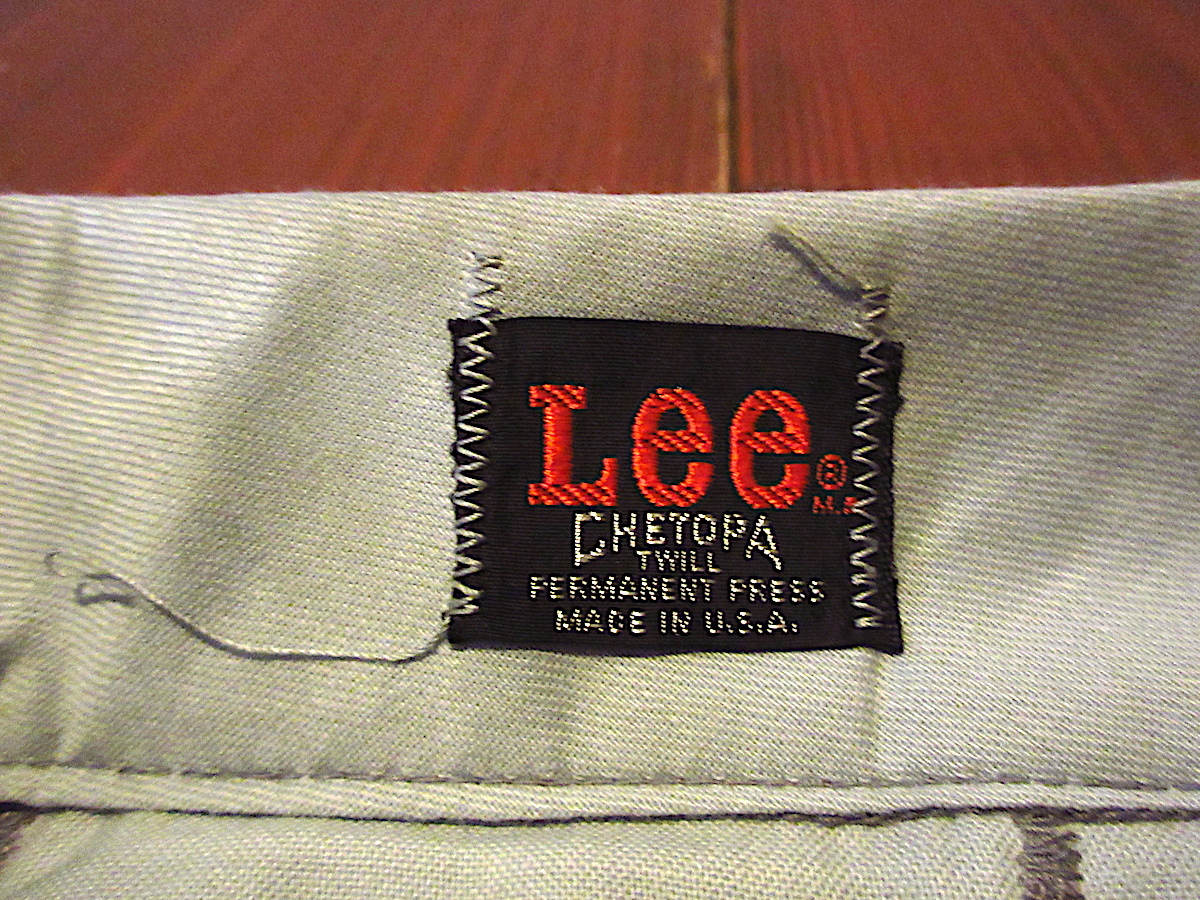 Lee®
M.R.
CHETOPA
TWILL
PERMANENT PRESS
MADE IN U.S.A.